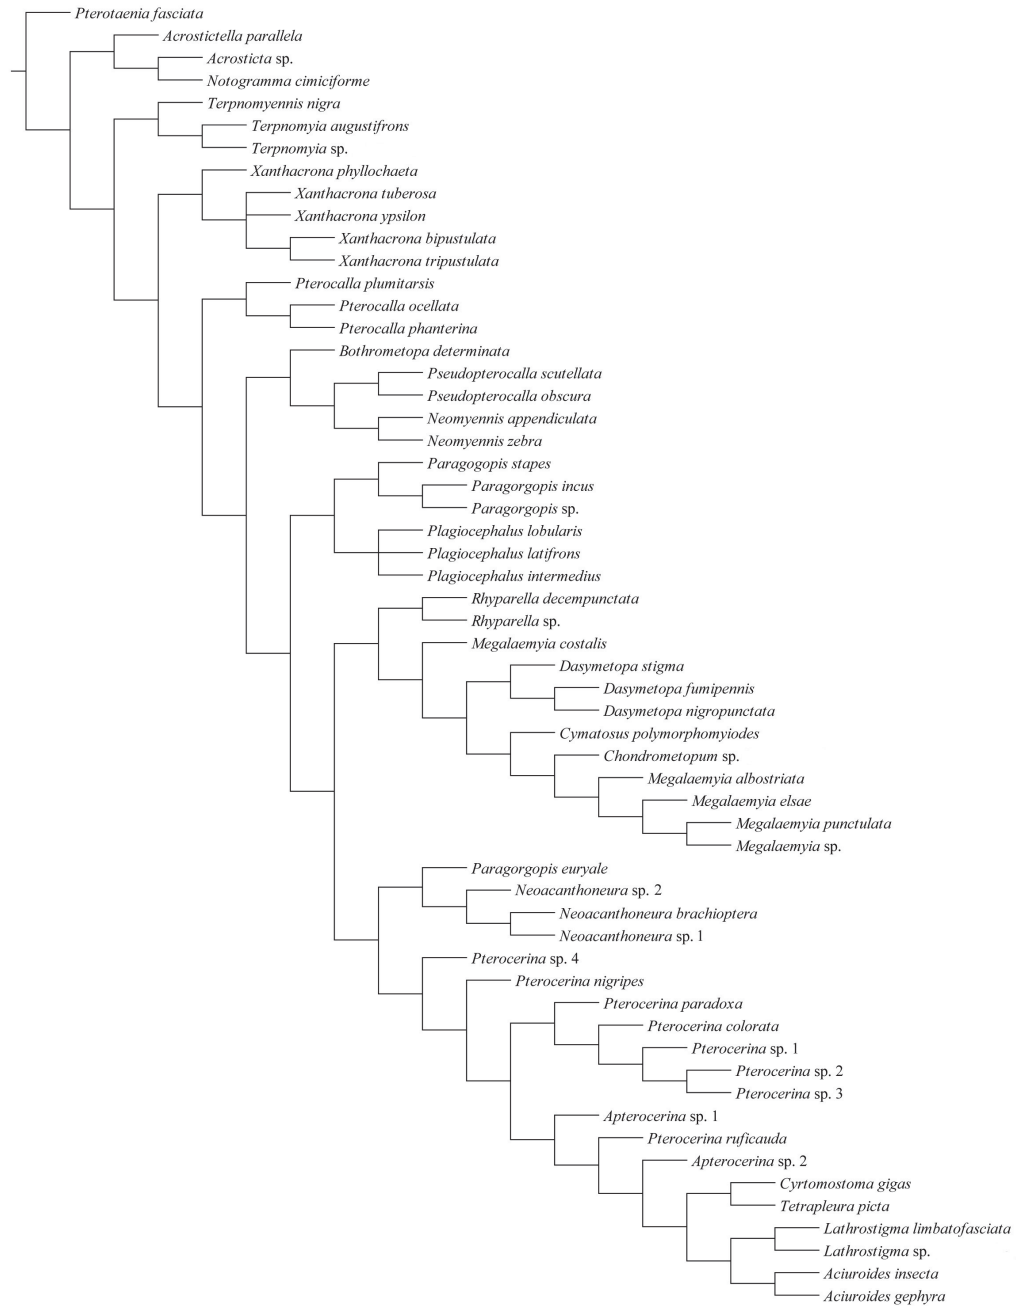 Pterotaenia fasciata
Acrostictella parallela
Acrosticta sp.
Notogramma cimiciforme
Terpnomyennis nigra
Terpnomyia augustifrons
Terpnomyia sp.
Xanthacrona phyllochaeta
Xanthacrona tuberosa
Xanthacrona ypsilon
Xanthacrona bipustulata
Xanthacrona tripustulata
Pterocalla plumitarsis
Pterocalla ocellata
Pterocalla phanterina
Bothrometopa determinata
Pseudopterocalla scutellata
Pseudopterocalla obscura
Neomyennis appendiculata
Neomyennis zebra
Paragogopis stapes
Paragorgopis incus
Paragorgopis sp.
Plagiocephalus lobularis
Plagiocephalus latifrons
Plagiocephalus intermedius
Rhyparella decempunctata
Rhyparella sp.
Megalaemyia costalis
Dasymetopa stigma
Dasymetopa fumipennis
Dasymetopa nigropunctata
Cymatosus polymorphomyiodes
Chondrometopum sp.
Megalaemyia albostriata
Megalaemyia elsae
Megalaemyia punctulata
Megalaemyia sp.
Paragorgopis euryale
Neoacanthoneura sp. 2
Neoacanthoneura brachioptera
Neoacanthoneura sp. 1
Pterocerina sp. 4
Pterocerina nigripes
Pterocerina paradoxa
Pterocerina colorata
Pterocerina sp. 1
Pterocerina sp. 2
Pterocerina sp. 3
Apterocerina sp. 1
Pterocerina ruficauda
Apterocerina sp. 2
Cyrtomostoma gigas
Tetrapleura picta
Lathrostigma limbatofasciata
Lathrostigma sp.
Aciuroides insecta
Aciuroides gephyra